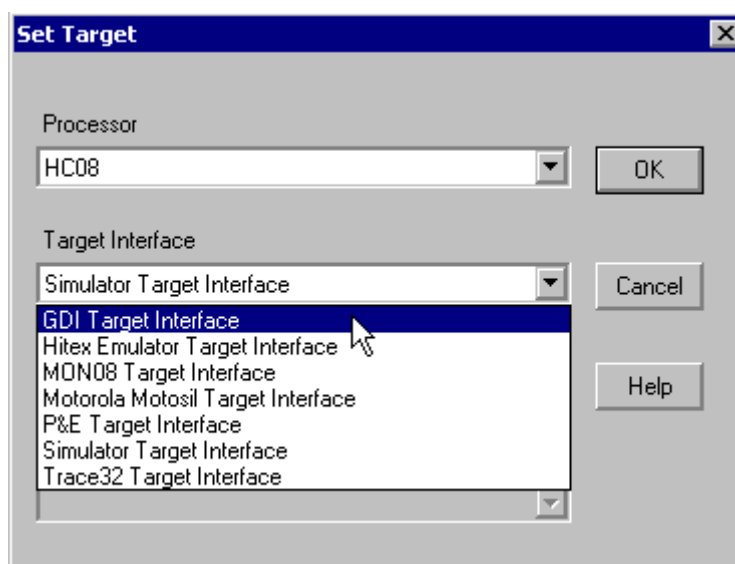 Set Target
Processor
HC08
OK
Target Interface
Simulator Target Interface
Cancel
GDI Target Interface
Hitex Emulator Target Interface
MON08 Target Interface
Motorola Motosil Target Interface
P&E Target Interface
Simulator Target Interface
Trace32 Target Interface
Help